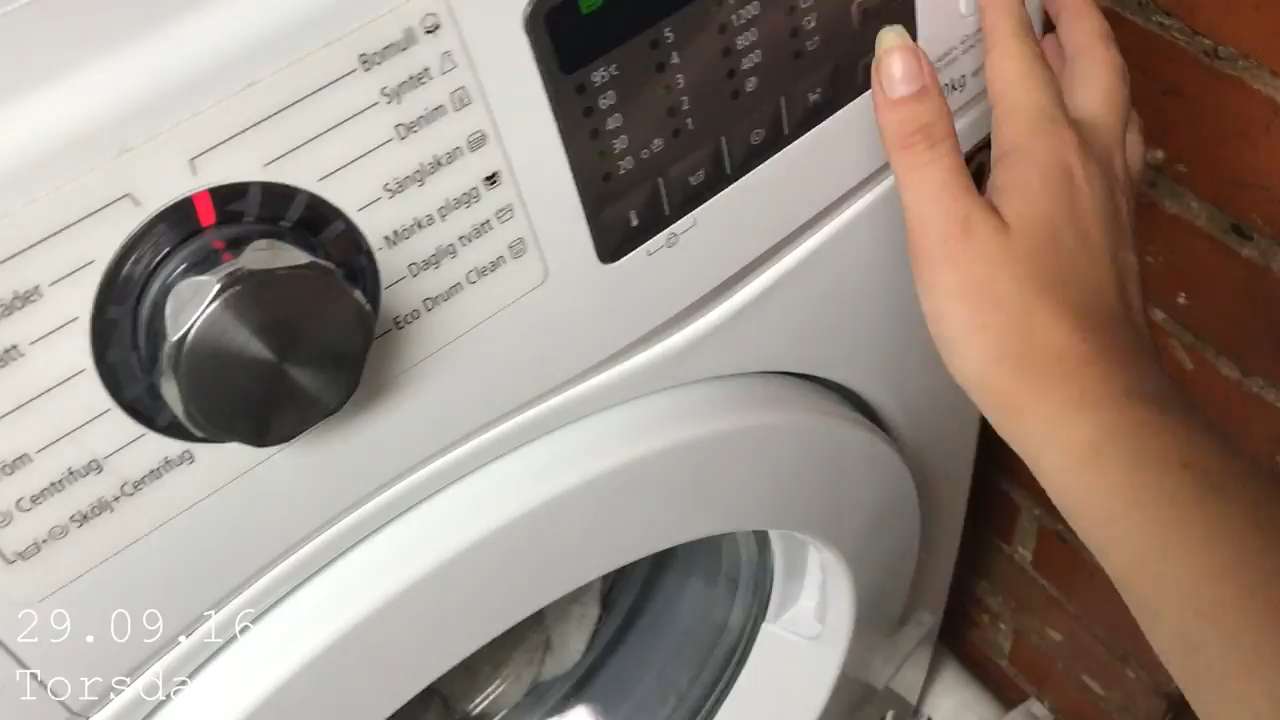 Bomull
Syntet
Denim
Sänglakan
Mörka plagg
Daglig tvätt
Eco Drum Clean
Centrifug
Skölj+Centrifug
95°c
60
40
30
20
5
4
3
2
1
1200
800
400
29.09.16